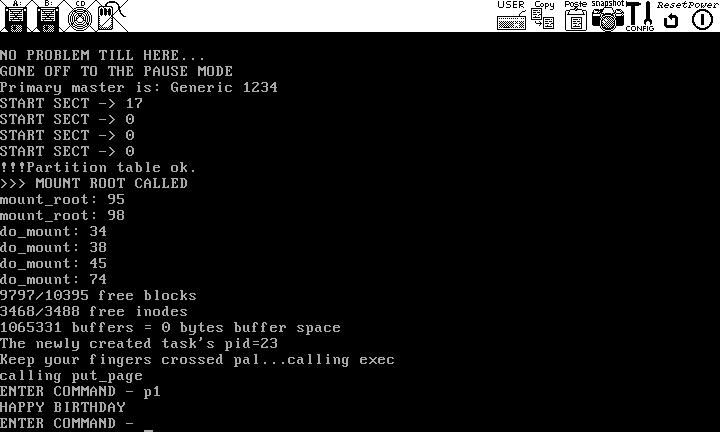 A: B: CD USER Copy Paste snapshot CONFIG Reset Power
NO PROBLEM TILL HERE...
GONE OFF TO THE PAUSE MODE
Primary master is: Generic 1234
START SECT -> 17
START SECT -> 0
START SECT -> 0
START SECT -> 0
!!!Partition table ok.
>>> MOUNT ROOT CALLED
mount_root: 95
mount_root: 98
do_mount: 34
do_mount: 38
do_mount: 45
do_mount: 74
9797/10395 free blocks
3468/3488 free inodes
1065331 buffers = 0 bytes buffer space
The newly created task's pid=23
Keep your fingers crossed pal...calling exec
calling put_page
ENTER COMMAND - p1
HAPPY BIRTHDAY
ENTER COMMAND - _